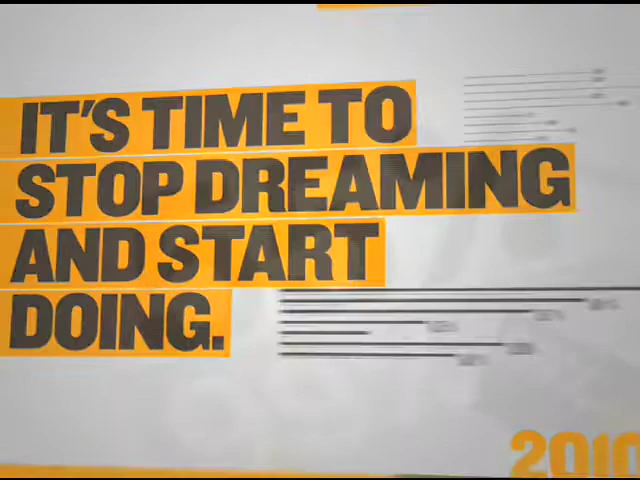 IT'S TIME TO
STOP DREAMING
AND START
DOING.
2010